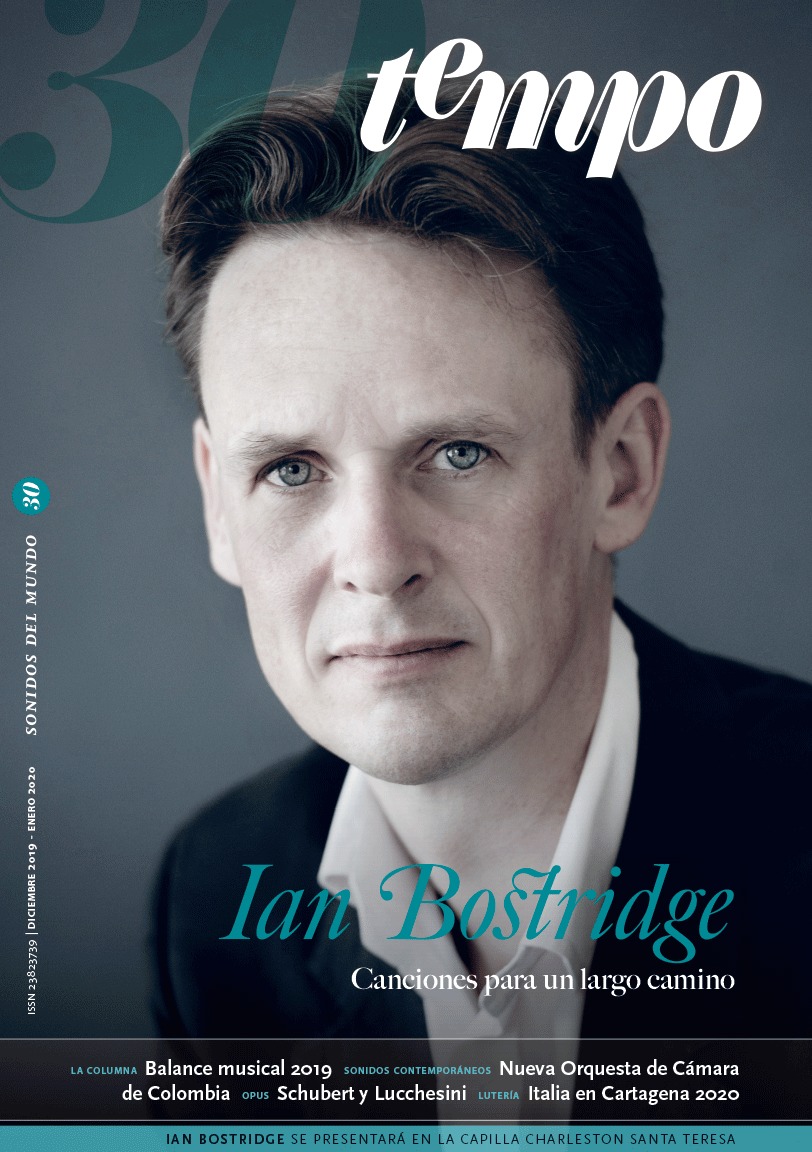 30
tempo
30
SONIDOS DEL MUNDO
ISSN 23823739 | DICIEMBRE 2019 - ENERO 2020
Ian Bostridge
Canciones para un largo camino
LA COLUMNA Balance musical 2019 SONIDOS CONTEMPORÁNEOS Nueva Orquesta de Cámara
de Colombia OPUS Schubert y Lucchesini LUTERÍA Italia en Cartagena 2020
IAN BOSTRIDGE SE PRESENTARÁ EN LA CAPILLA CHARLESTON SANTA TERESA